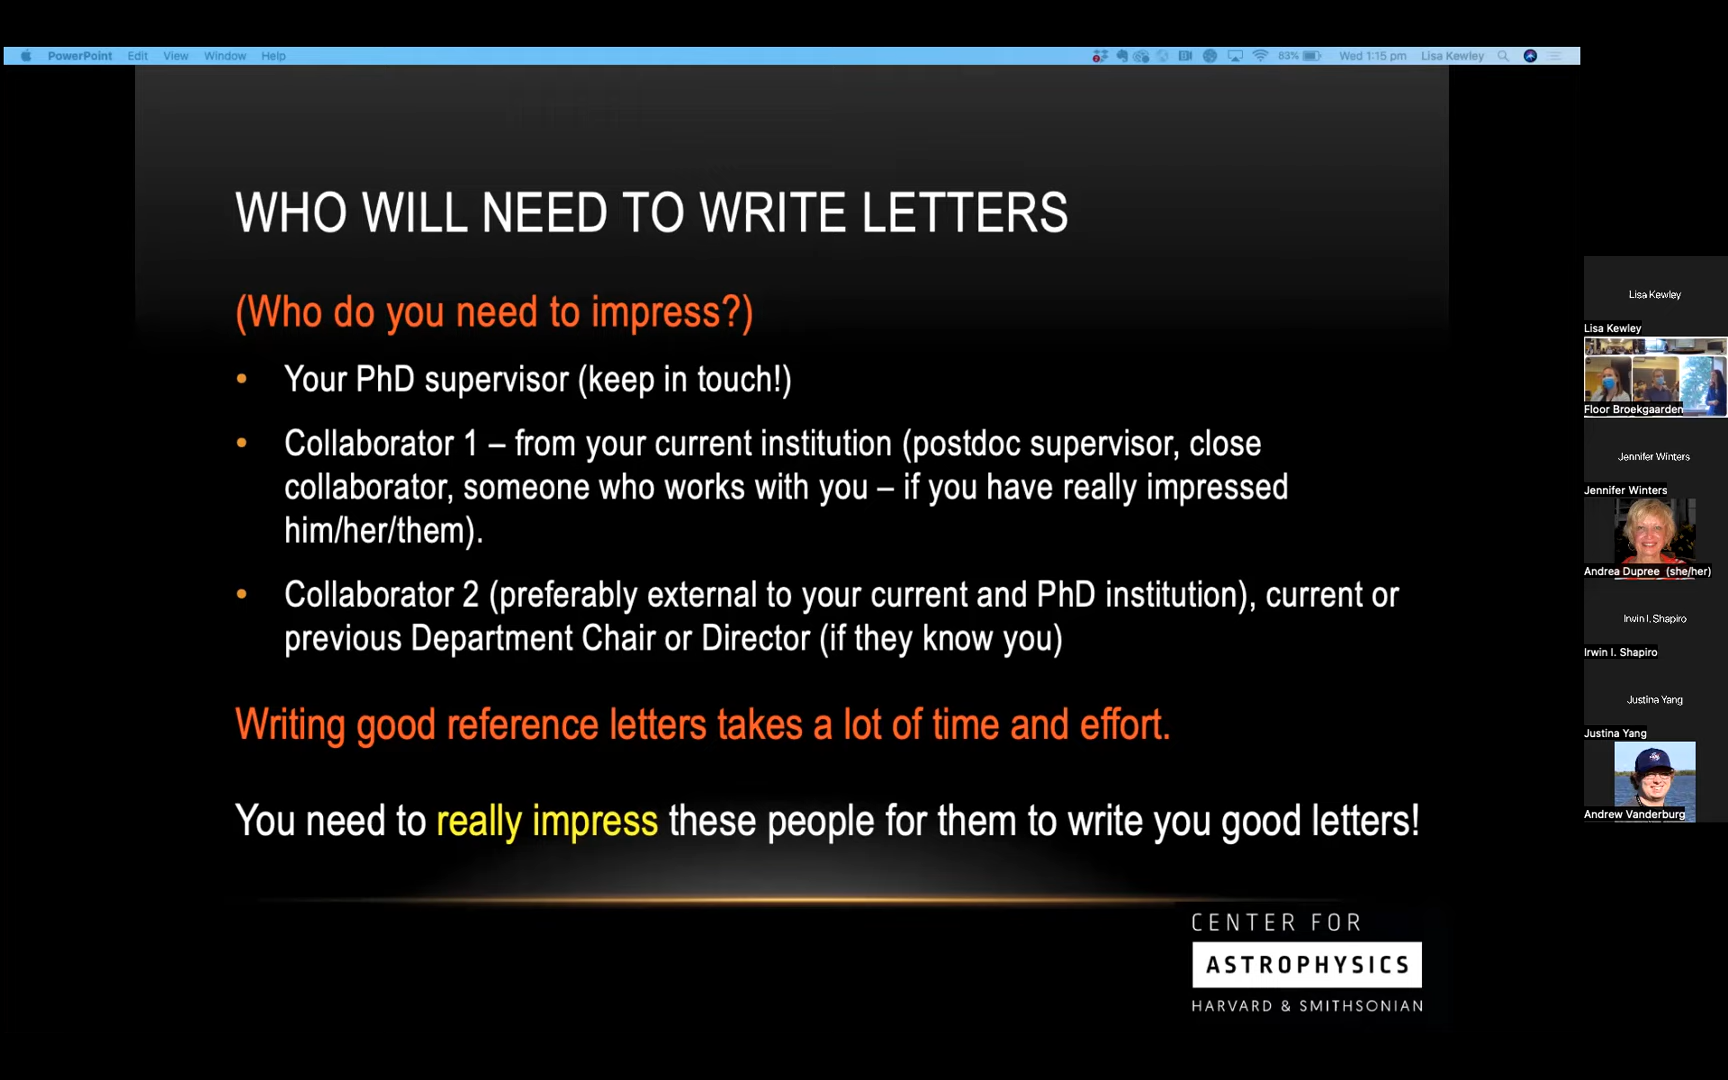 PowerPoint Edit View Window Help 83% Wed 1:15 pm Lisa Kewley
WHO WILL NEED TO WRITE LETTERS
(Who do you need to impress?)
• Your PhD supervisor (keep in touch!)
• Collaborator 1 – from your current institution (postdoc supervisor, close
collaborator, someone who works with you – if you have really impressed
him/her/them).
• Collaborator 2 (preferably external to your current and PhD institution), current or
previous Department Chair or Director (if they know you)
Writing good reference letters takes a lot of time and effort.
You need to really impress these people for them to write you good letters!
CENTER FOR
ASTROPHYSICS
HARVARD & SMITHSONIAN
Lisa Kewley
Lisa Kewley
Floor Broekgaarden
Jennifer Winters
Jennifer Winters
Andrea Dupree (she/her)
Irwin I. Shapiro
Irwin I. Shapiro
Justina Yang
Justina Yang
Andrew Vanderburg